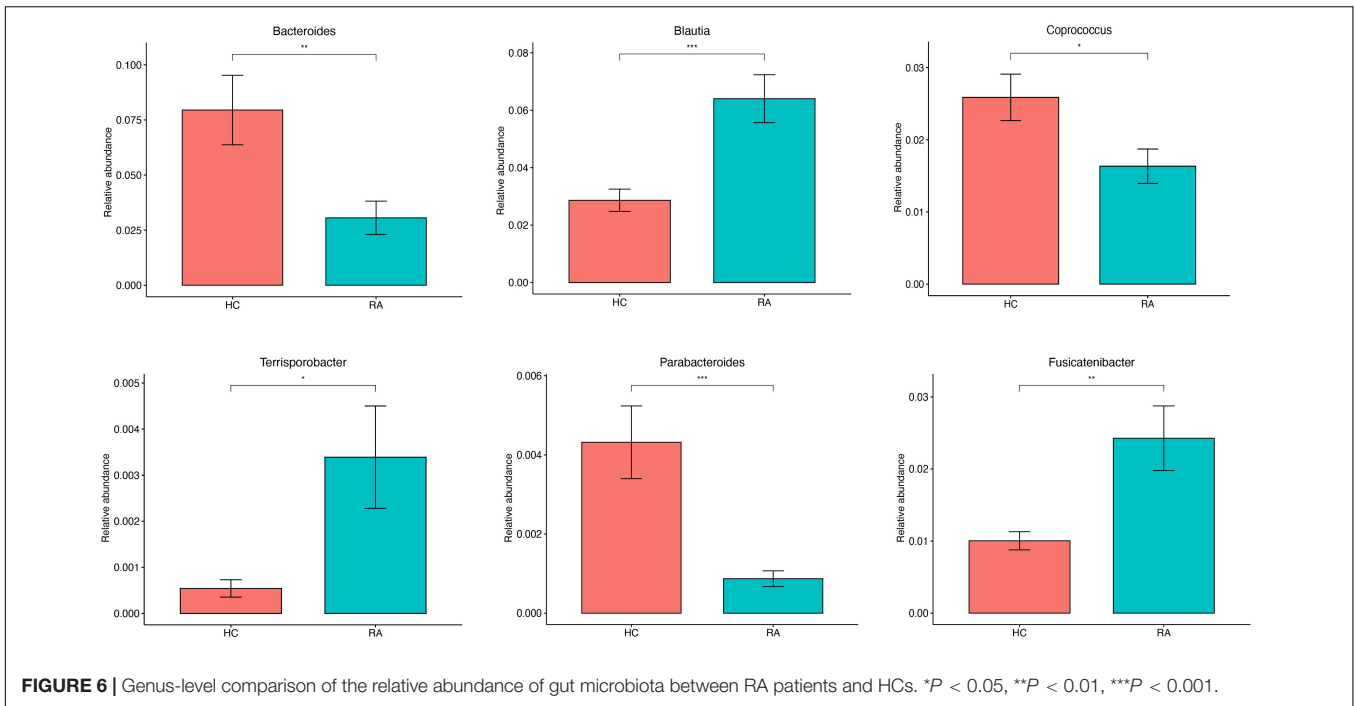 Bacteroides
**
Relative abundance
0.100
0.075
0.050
0.025
0.000
HC RA
Blautia
***
Relative abundance
0.08
0.06
0.04
0.02
0.00
HC RA
Coprococcus
*
Relative abundance
0.03
0.02
0.01
0.00
HC RA
Terrisporobacter
*
Relative abundance
0.005
0.004
0.003
0.002
0.001
0.000
HC RA
Parabacteroides
***
Relative abundance
0.006
0.004
0.002
0.000
HC RA
Fusicatenibacter
**
Relative abundance
0.03
0.02
0.01
0.00
HC RA
FIGURE 6 | Genus-level comparison of the relative abundance of gut microbiota between RA patients and HCs. *P < 0.05, **P < 0.01, ***P < 0.001.